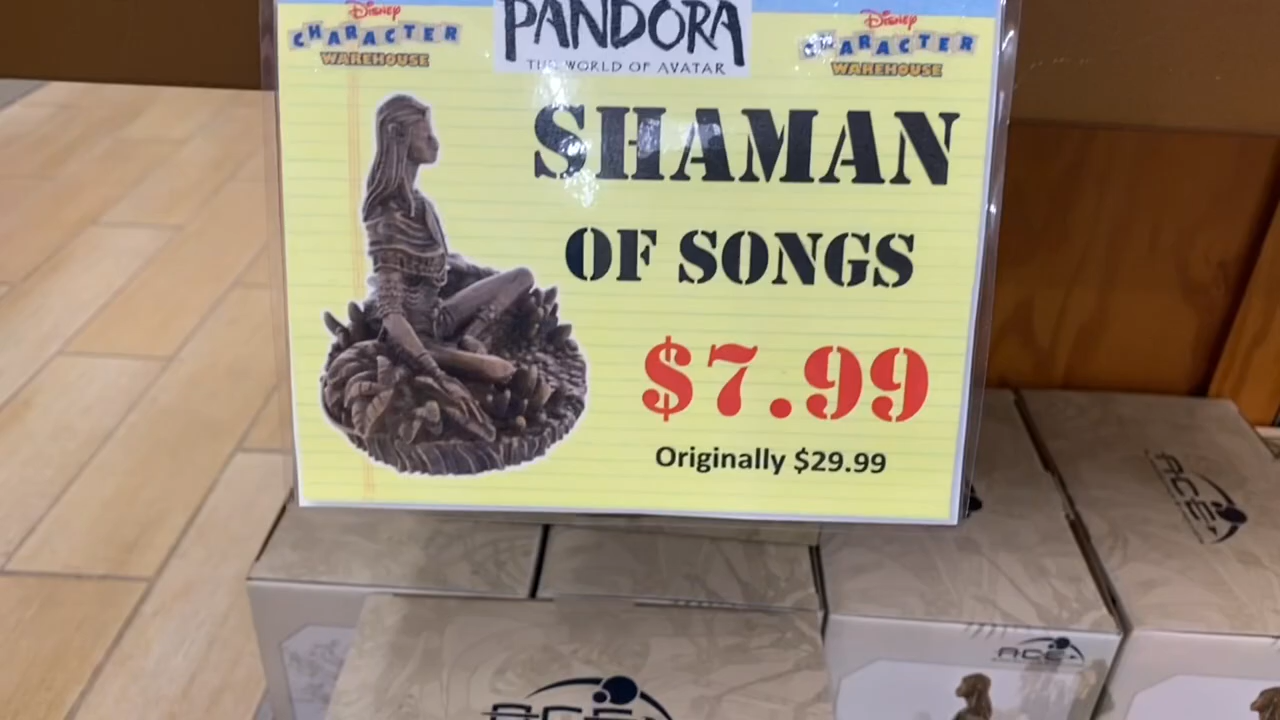 Disney
CHARACTER
WAREHOUSE
PANDORA
THE WORLD OF AVATAR
Disney
CHARACTER
WAREHOUSE
SHAMAN
OF SONGS
$7.99
Originally $29.99
ACE
ACE
ACE